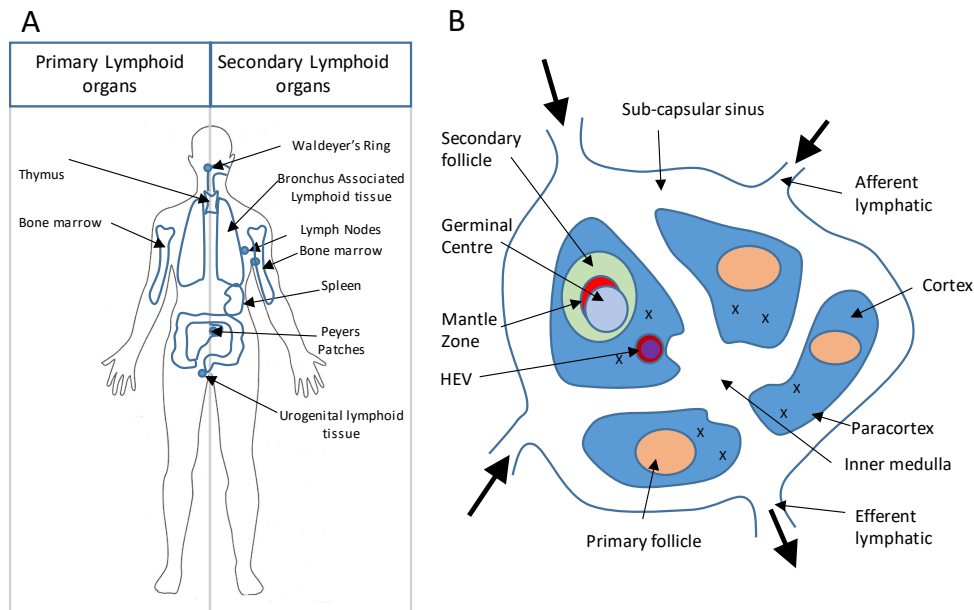 A
Primary Lymphoid
organs
Secondary Lymphoid
organs
Waldeyer's Ring
Thymus
Bronchus Associated
Lymphoid tissue
Bone marrow
Lymph Nodes
Bone marrow
Spleen
Peyers
Patches
Urogenital lymphoid
tissue
B
Sub-capsular sinus
Secondary
follicle
Afferent
lymphatic
Germinal
Centre
Cortex
Mantle
Zone
x
x x
HEV
x
x
x
Paracortex
x
x
Inner medulla
Primary follicle
Efferent
lymphatic